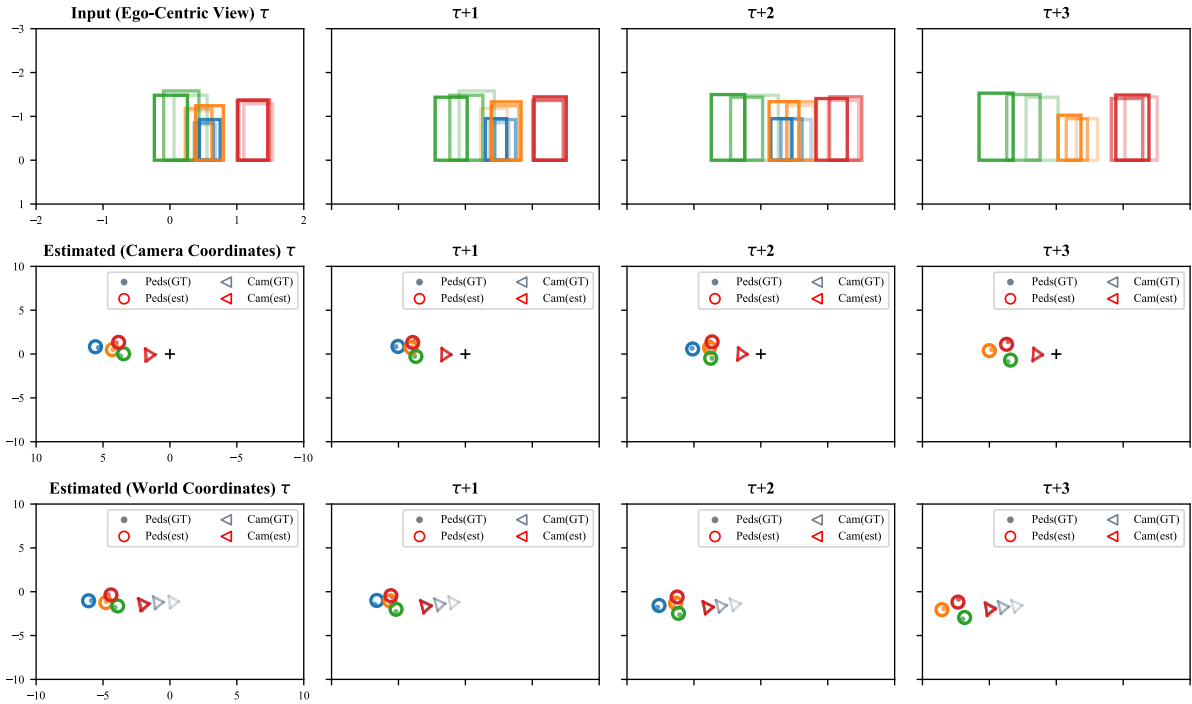 Input (Ego-Centric View) τ
τ+1
τ+2
τ+3
−3
−2
−1
0
1
−2
−1
0
1
2
Estimated (Camera Coordinates) τ
τ+1
τ+2
τ+3
Peds(GT) Cam(GT)
Peds(est) Cam(est)
Peds(GT) Cam(GT)
Peds(est) Cam(est)
Peds(GT) Cam(GT)
Peds(est) Cam(est)
Peds(GT) Cam(GT)
Peds(est) Cam(est)
10
5
0
−5
−10
10
5
0
−5
−10
Estimated (World Coordinates) τ
τ+1
τ+2
τ+3
Peds(GT) Cam(GT)
Peds(est) Cam(est)
Peds(GT) Cam(GT)
Peds(est) Cam(est)
Peds(GT) Cam(GT)
Peds(est) Cam(est)
Peds(GT) Cam(GT)
Peds(est) Cam(est)
10
5
0
−5
−10
−10
−5
0
5
10